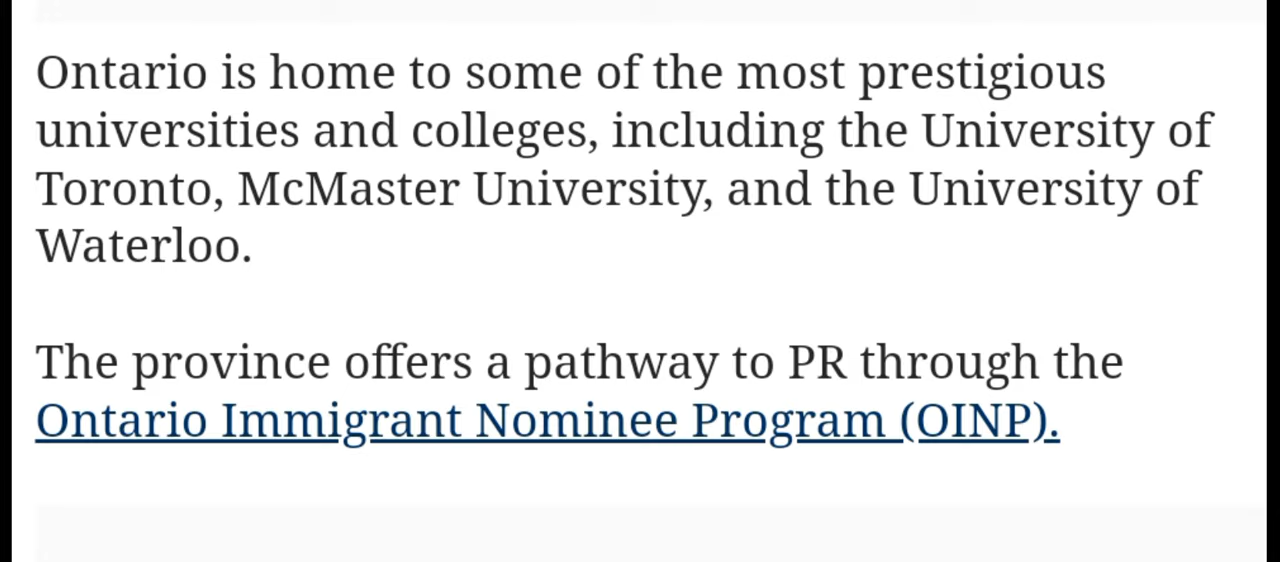 Ontario is home to some of the most prestigious
universities and colleges, including the University of
Toronto, McMaster University, and the University of
Waterloo.
The province offers a pathway to PR through the
Ontario Immigrant Nominee Program (OINP).